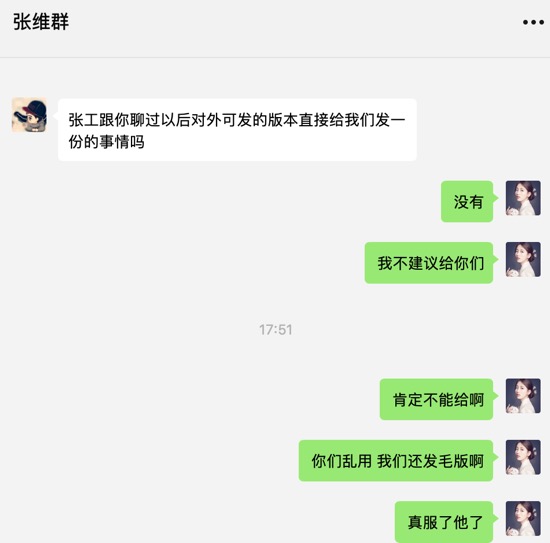 张维群
张工跟你聊过以后对外可发的版本直接给我们发一
份的事情吗
没有
我不建议给你们
17:51
肯定不能给啊
你们乱用 我们还发毛版啊
真服了他了